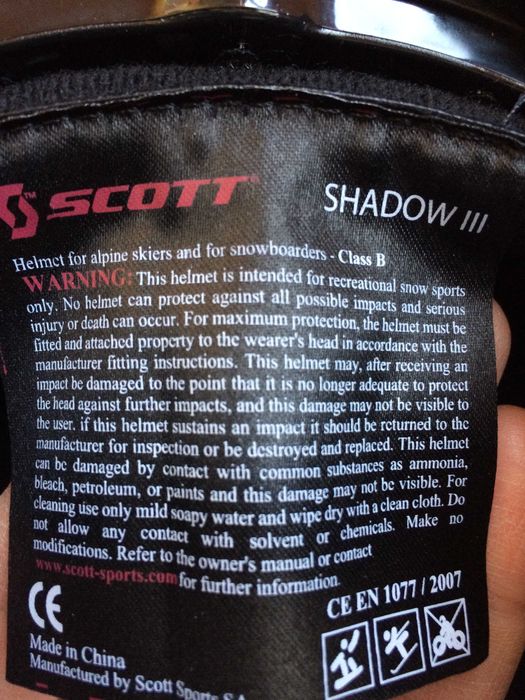 SCOTT™ SHADOW III
Helmet for alpine skiers and for snowboarders - Class B
WARNING: This helmet is intended for recreational snow sports
only. No helmet can protect against all possible impacts and serious
injury or death can occur. For maximum protection, the helmet must be
fitted and attached property to the wearer's head in accordance with the
manufacturer fitting instructions. This helmet may, after receiving an
impact be damaged to the point that it is no longer adequate to protect
the head against further impacts, and this damage may not be visible to
the user. if this helmet sustains an impact it should be returned to the
manufacturer for inspection or be destroyed and replaced. This helmet
can be damaged by contact with common substances as ammonia,
bleach, petroleum, or paints and this damage may not be visible. For
cleaning use only mild soapy water and wipe dry with a clean cloth. Do
not allow any contact with solvent or chemicals. Make no
modifications. Refer to the owner's manual or contact
www.scott-sports.com for further information.
CE EN 1077 / 2007
CE
Made in China
Manufactured by Scott Sports S.A.